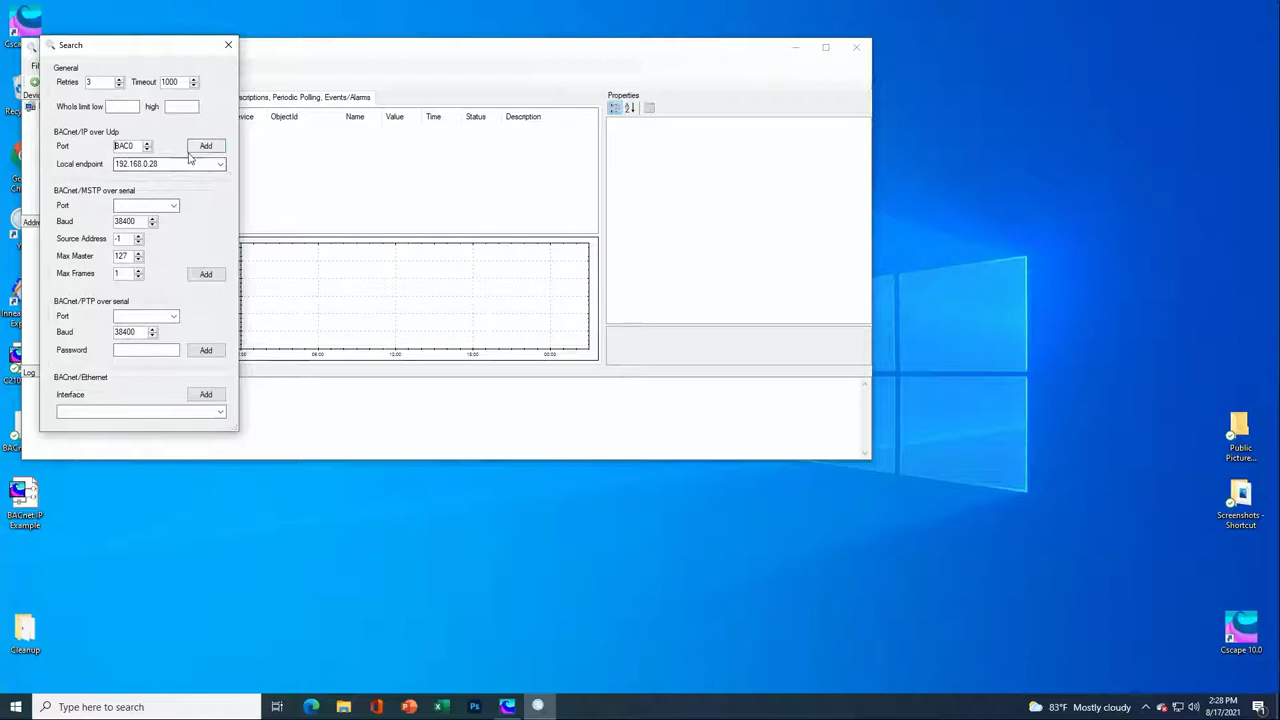 Search
General
Retries 3 Timeout 1000
WhoIs limit low high
BACnet/IP over Udp
Port BAC0 Add
Local endpoint 192.168.0.28
BACnet/MSTP over serial
Port
Baud 38400
Source Address -1
Max Master 127
Max Frames 1 Add
BACnet/PTP over serial
Port
Baud 38400
Password Add
BACnet/Ethernet
Interface Add
Log
scriptions, Periodic Polling, Events/Alarms
ObjectId Name Value Time Status Description
06:00 12:00 18:00 00:00
Properties
BACnet IP
Example
Cleanup
Public
Picture...
Screenshots -
Shortcut
Cscape 10.0
Type here to search
83°F Mostly cloudy
2:28 PM
8/17/2021